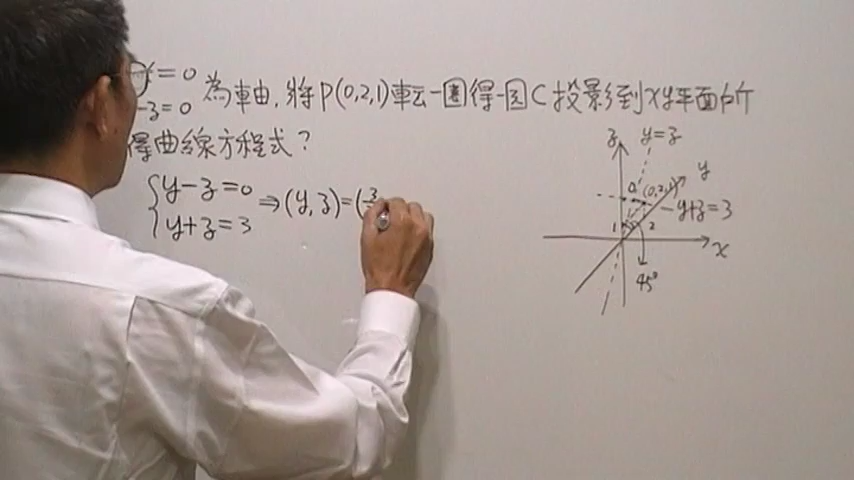 =0
-z=0 為軸,將P(0,2,1)転一圈得一圓C投影到xy平面所
得曲線方程式?
y-z=0
y+z=3
⇒(y,z)=(3
z
y=z
y
Q
(0,2,1)
y+z=3
1
2
x
45°